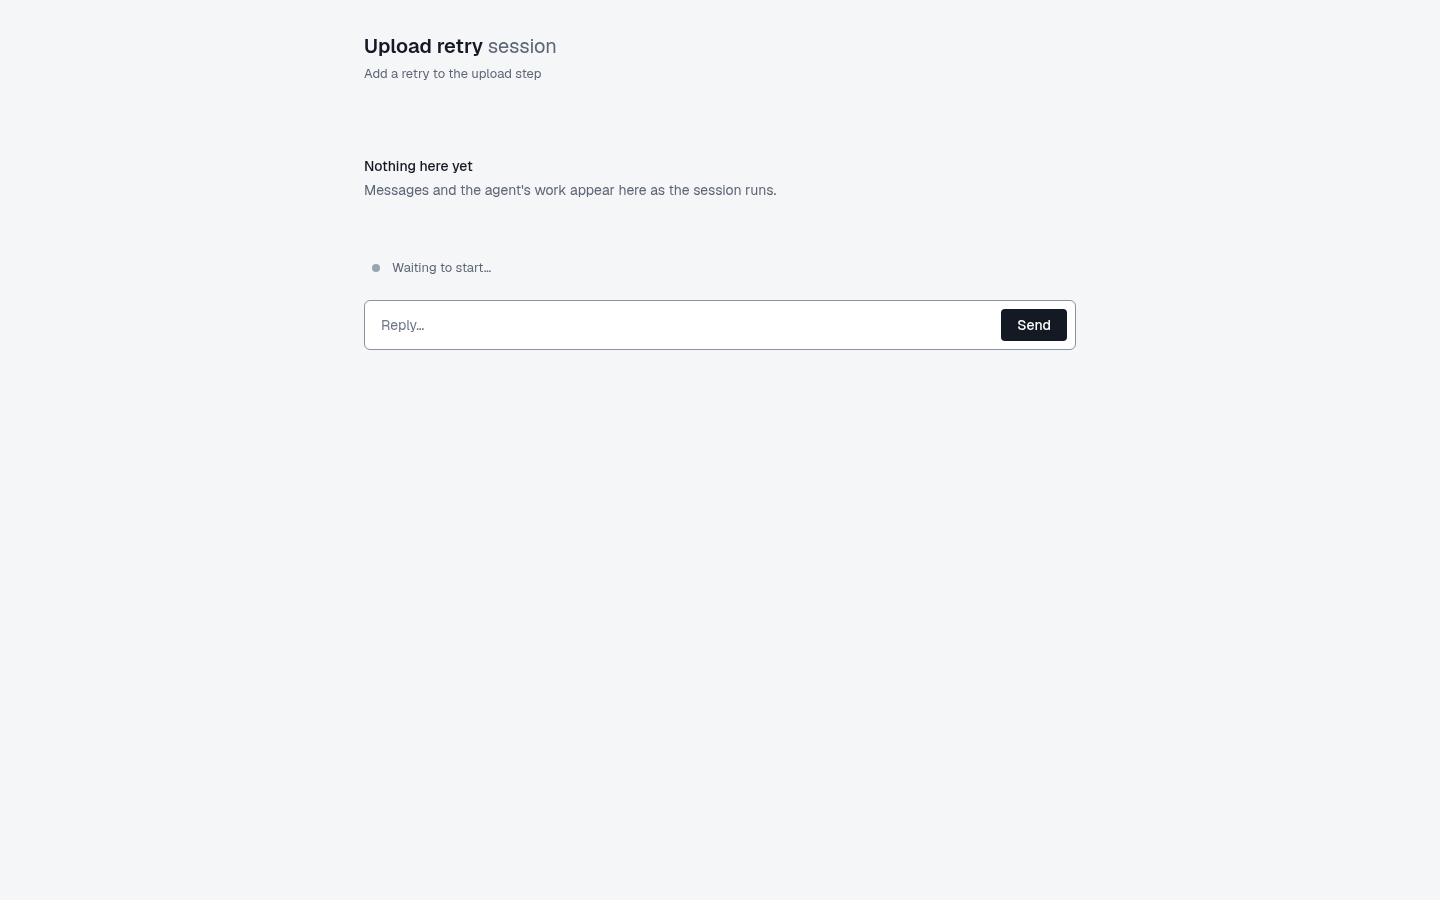 Upload retry session
Add a retry to the upload step
Nothing here yet
Messages and the agent's work appear here as the session runs.
Waiting to start…
Reply…
Send